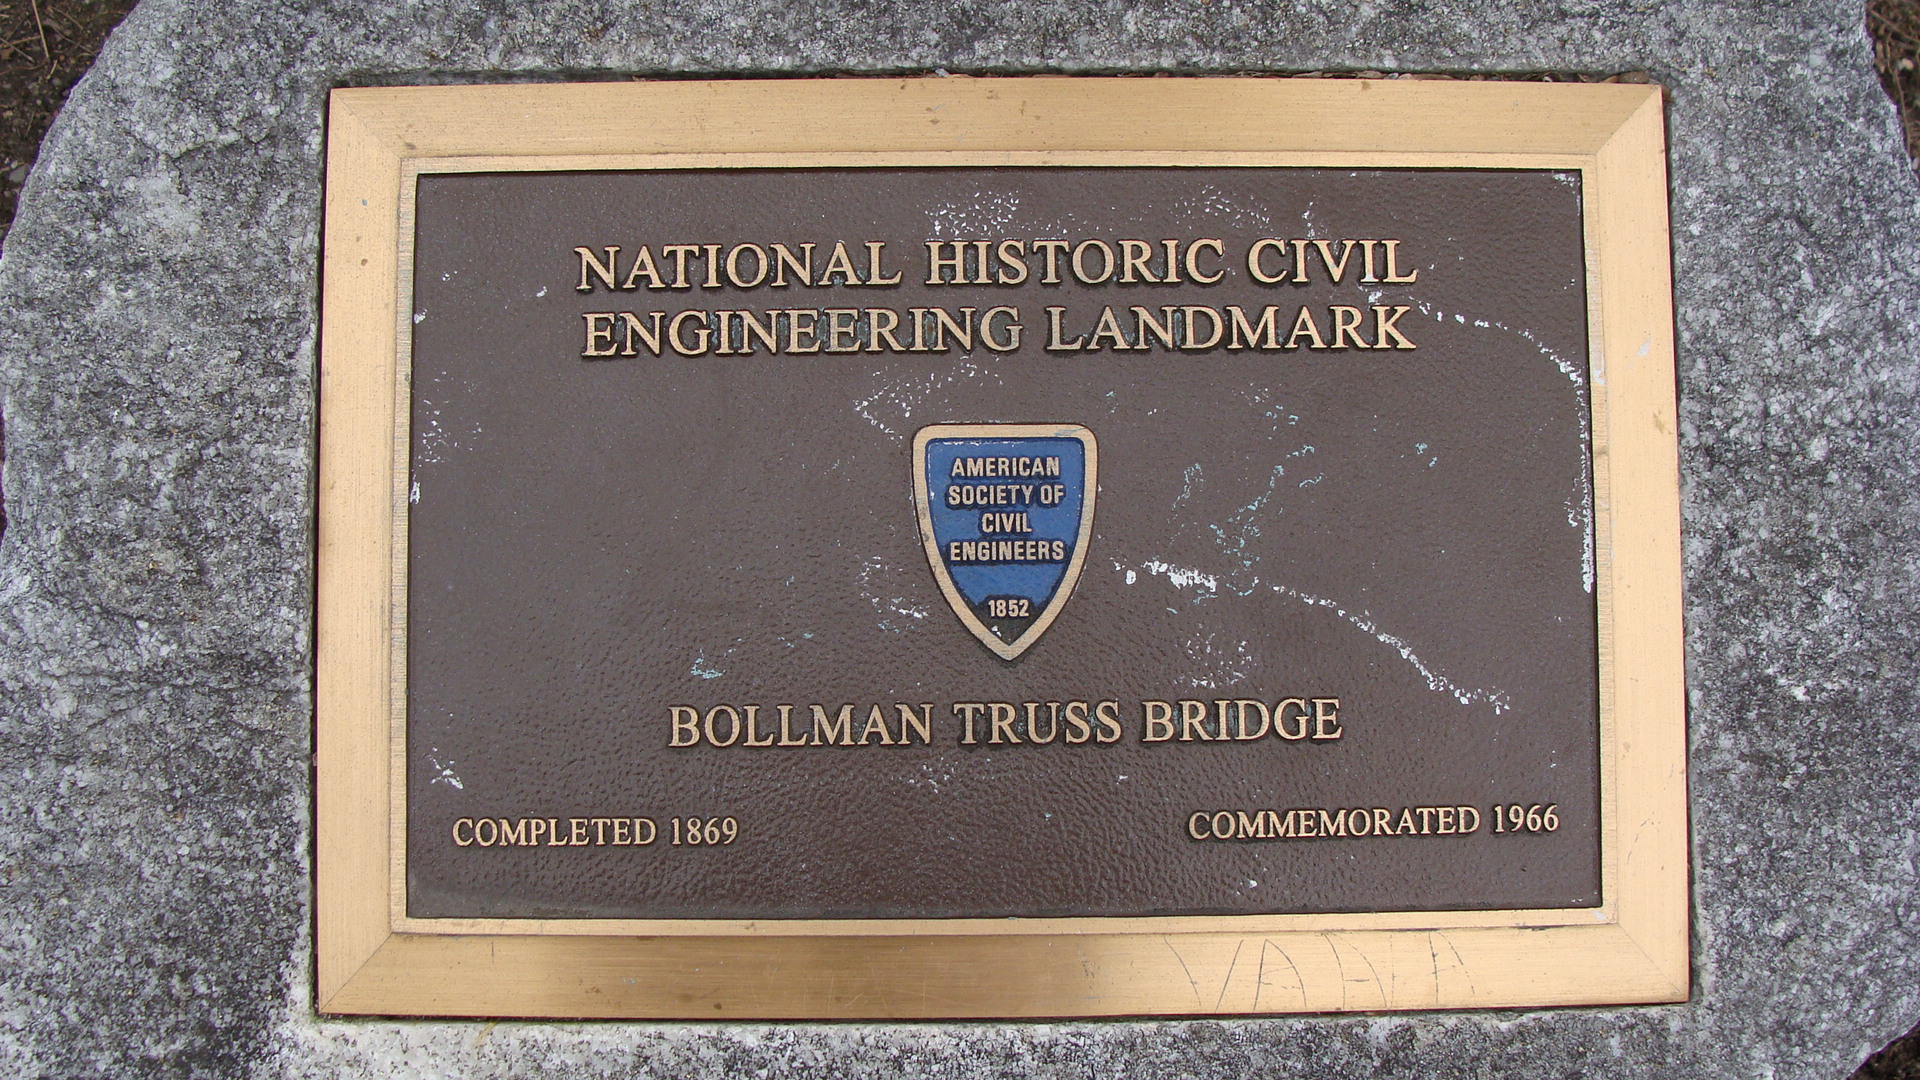 NATIONAL HISTORIC CIVIL
ENGINEERING LANDMARK
AMERICAN
SOCIETY OF
CIVIL
ENGINEERS
1852
BOLLMAN TRUSS BRIDGE
COMPLETED 1869
COMMEMORATED 1966